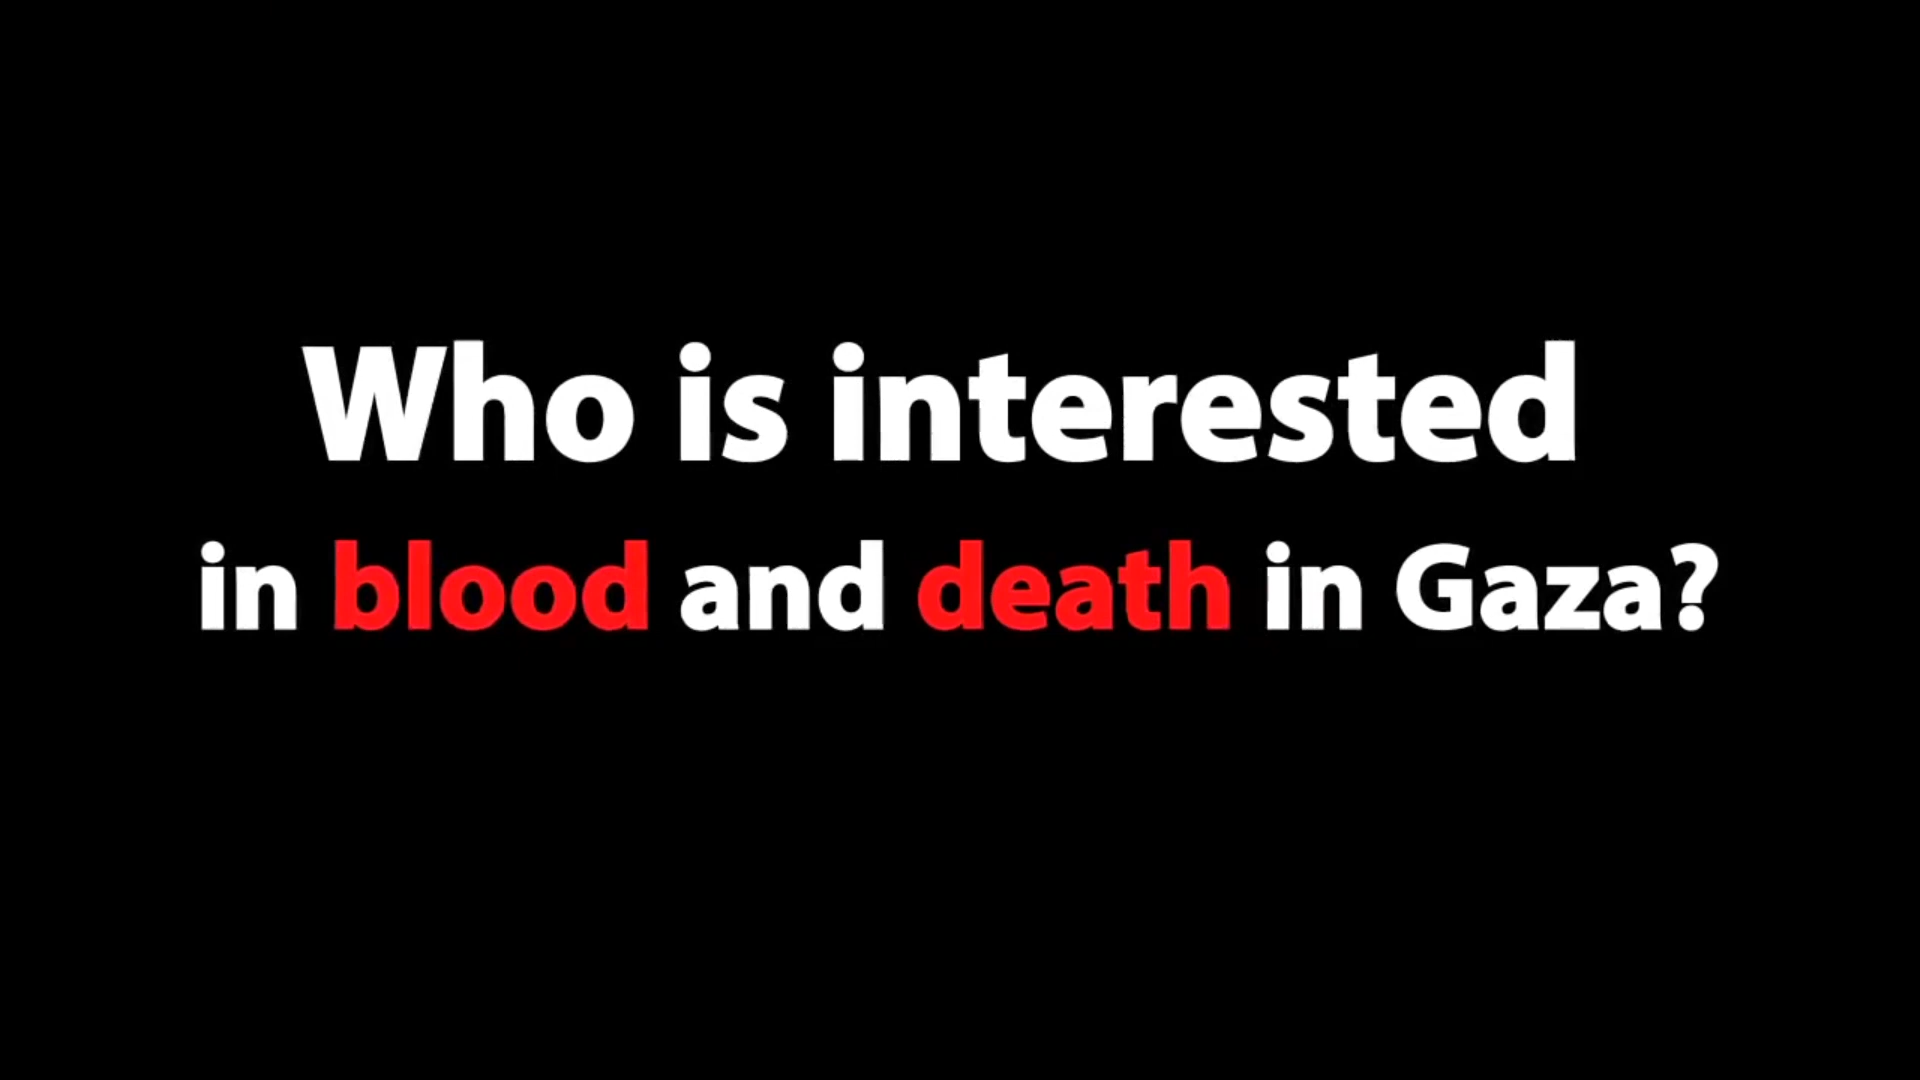 Who is interested
in blood and death in Gaza?